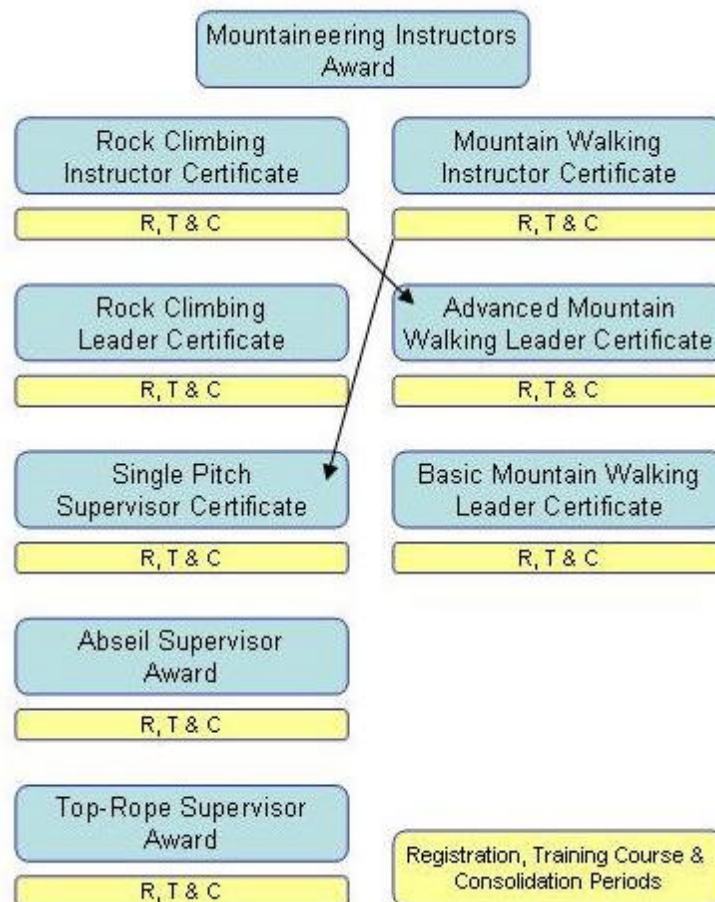 Mountaineering Instructors
Award
Rock Climbing
Instructor Certificate
R, T & C
Mountain Walking
Instructor Certificate
R, T & C
Rock Climbing
Leader Certificate
R, T & C
Advanced Mountain
Walking Leader Certificate
R, T & C
Single Pitch
Supervisor Certificate
R, T & C
Basic Mountain Walking
Leader Certificate
R, T & C
Abseil Supervisor
Award
R, T & C
Top-Rope Supervisor
Award
R, T & C
Registration, Training Course &
Consolidation Periods